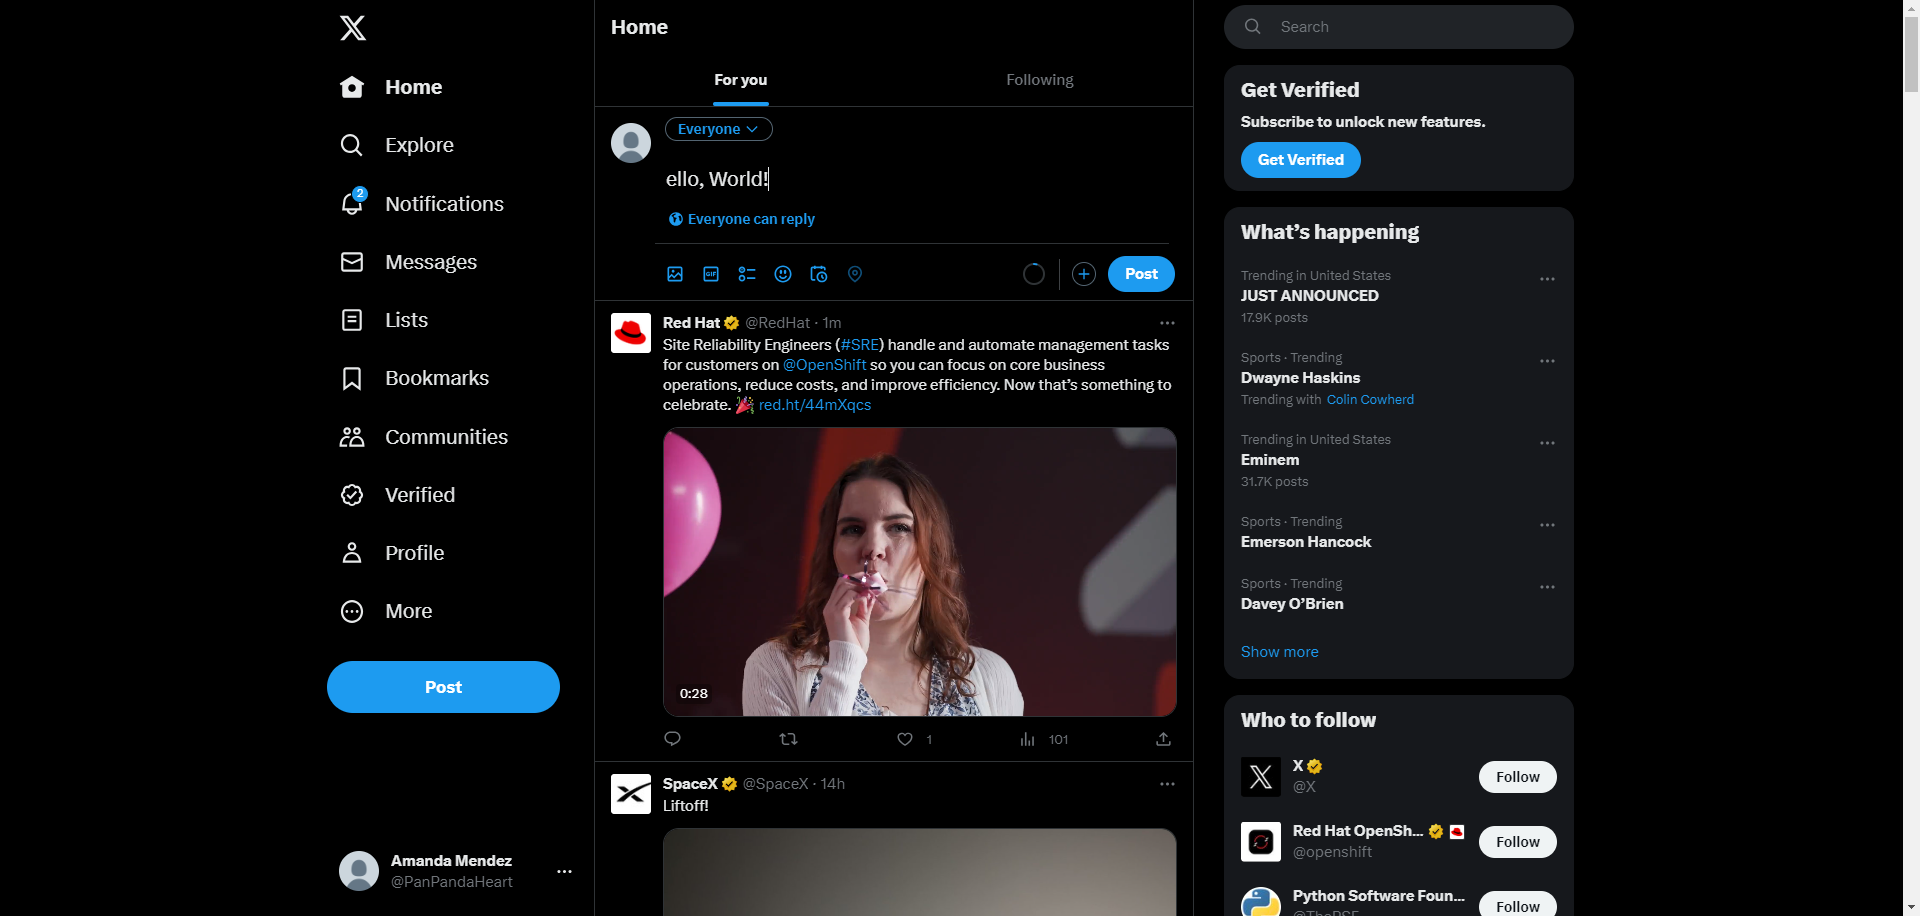 Home
Explore
2
Notifications
Messages
Lists
Bookmarks
Communities
Verified
Profile
More
Post
Amanda Mendez
@PanPandaHeart
Home
For you
Following
Everyone
ello, World!
Everyone can reply
GIF
Post
Red Hat @RedHat · 1m
Site Reliability Engineers (#SRE) handle and automate management tasks
for customers on @OpenShift so you can focus on core business
operations, reduce costs, and improve efficiency. Now that’s something to
celebrate. 🎉 red.ht/44mXqcs
0:28
1
101
SpaceX @SpaceX · 14h
Liftoff!
Search
Get Verified
Subscribe to unlock new features.
Get Verified
What’s happening
Trending in United States
JUST ANNOUNCED
17.9K posts
Sports · Trending
Dwayne Haskins
Trending with Colin Cowherd
Trending in United States
Eminem
31.7K posts
Sports · Trending
Emerson Hancock
Sports · Trending
Davey O’Brien
Show more
Who to follow
X
@X
Follow
Red Hat OpenSh...
@openshift
Follow
Python Software Foun...
@ThePSF
Follow